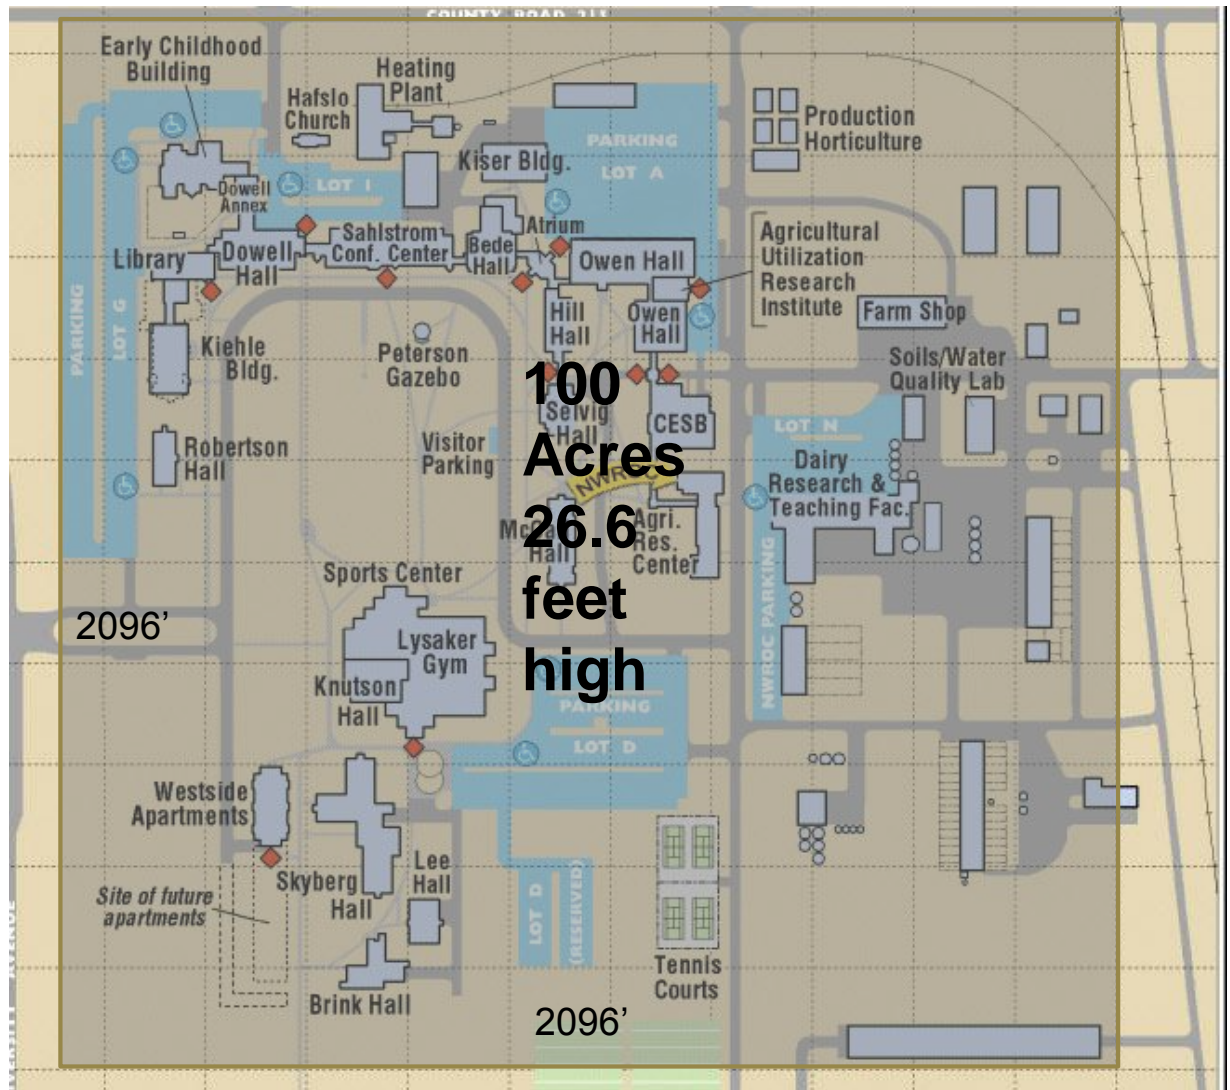 COUNTY ROAD 215
Early Childhood
Building
Heating
Plant
Hafslo
Church
Production
Horticulture
PARKING
LOT A
Kiser Bldg.
LOT I
Dowell
Annex
Atrium
Sahlstrom
Conf. Center
Bede
Hall
Agricultural
Utilization
Research
Institute
Library
Dowell
Hall
Owen Hall
PARKING
LOT G
Hill
Hall
Owen
Hall
Farm Shop
Kiehle
Bldg.
Peterson
Gazebo
Soils/Water
Quality Lab
100
Acres
26.6
feet
high
Selvig
Hall
CESB
LOT N
Robertson
Hall
Visitor
Parking
Dairy
Research &
Teaching Fac.
NWROC
Hall
Agri.
Res.
Center
NWROC PARKING
Sports Center
2096’
Lysaker
Gym
Knutson
Hall
PARKING
LOT D
Westside
Apartments
Lee
Hall
Skyberg
Hall
Site of future
apartments
LOT D
(RESERVED)
Tennis
Courts
Brink Hall
2096’